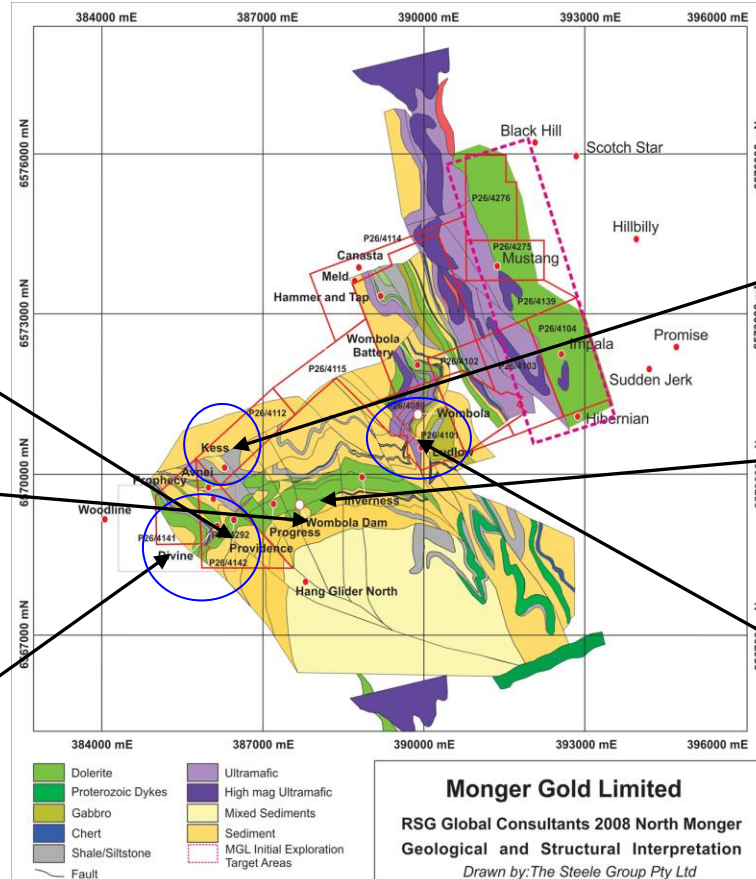 384000 mE
387000 mE
390000 mE
393000 mE
396000 mE
6576000 mN
6573000 mN
6570000 mN
6567000 mN
Black Hill
Scotch Star
P26/4276
Hillbilly
P26/4114
P26/4275
Canasta
Mustang
Meld
Hammer and Tap
P26/4139
P26/4104
Wombola
Battery
Impala
Promise
P26/4102
P26/4103
P26/4115
Sudden Jerk
P26/4080
P26/4112
Wombola
Hibernian
P26/4101
Kess
Ludlow
Avnei
Prophecy
Inverness
Woodline
Wombola Dam
Progress
P26/4141
Providence
Divine
P26/4142
Hang Glider North
384000 mE
387000 mE
390000 mE
393000 mE
396000 mE
Dolerite
Proterozoic Dykes
Gabbro
Chert
Shale/Siltstone
Fault
Ultramafic
High mag Ultramafic
Mixed Sediments
Sediment
MGL Initial Exploration
Target Areas
Monger Gold Limited
RSG Global Consultants 2008 North Monger
Geological and Structural Interpretation
Drawn by:The Steele Group Pty Ltd